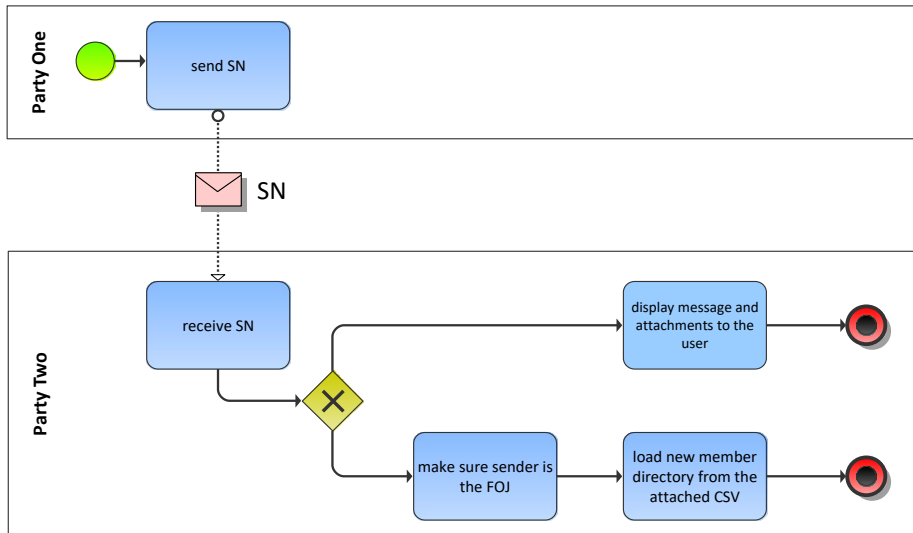 Party One
send SN
SN
Party Two
receive SN
display message and
attachments to the
user
make sure sender is
the FOJ
load new member
directory from the
attached CSV